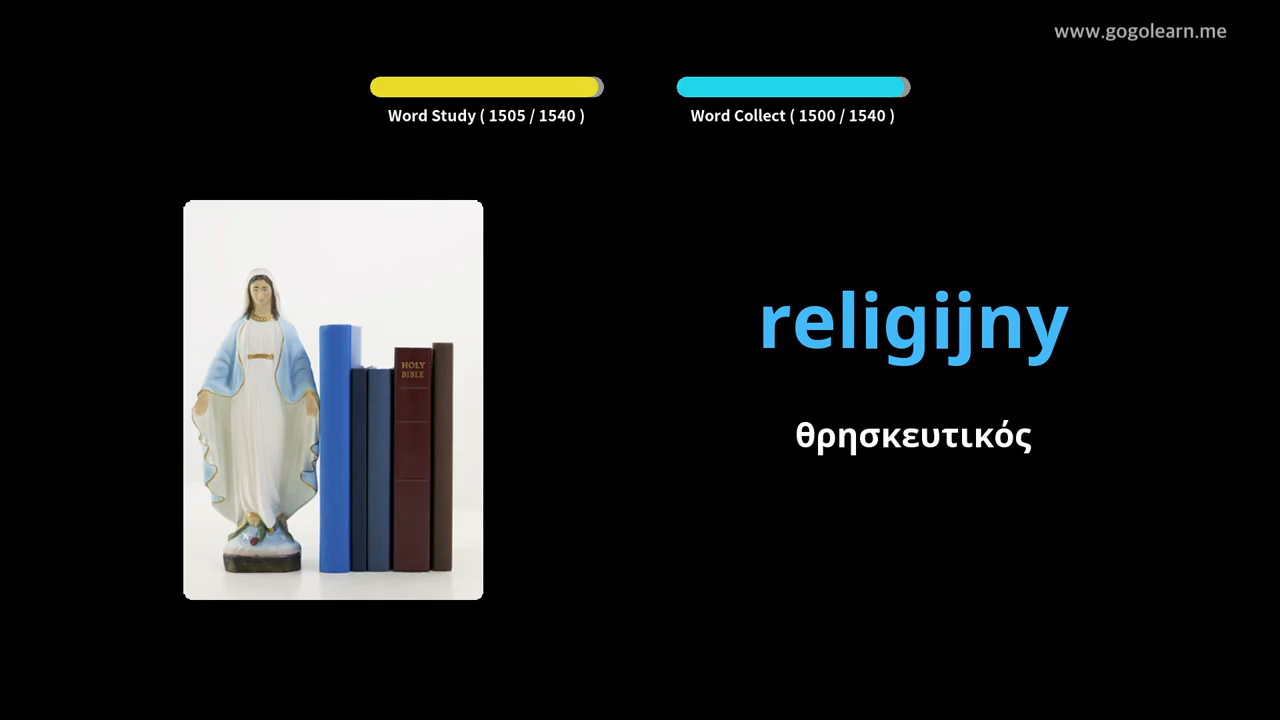 www.gogolearn.me
Word Study ( 1505 / 1540 )
Word Collect ( 1500 / 1540 )
HOLY
BIBLE
religijny
θρησκευτικός